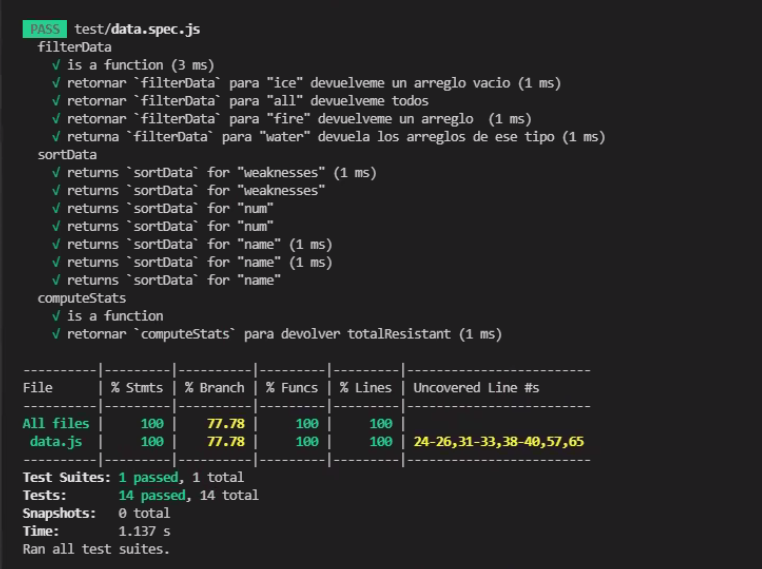 PASS test/data.spec.js
filterData
√ is a function (3 ms)
√ retornar `filterData` para "ice" devuelveme un arreglo vacio (1 ms)
√ retornar `filterData` para "all" devuelveme todos
√ retornar `filterData` para "fire" devuelveme un arreglo  (1 ms)
√ returna `filterData` para "water" devuela los arreglos de ese tipo (1 ms)
sortData
√ returns `sortData` for "weaknesses" (1 ms)
√ returns `sortData` for "weaknesses"
√ returns `sortData` for "num"
√ returns `sortData` for "num"
√ returns `sortData` for "name" (1 ms)
√ returns `sortData` for "name" (1 ms)
√ returns `sortData` for "name"
computeStats
√ is a function
√ retornar `computeStats` para devolver totalResistant (1 ms)
----------|---------|----------|---------|---------|-------------------------
File      | % Stmts | % Branch | % Funcs | % Lines | Uncovered Line #s
----------|---------|----------|---------|---------|-------------------------
All files |     100 |    77.78 |     100 |     100 |
 data.js  |     100 |    77.78 |     100 |     100 | 24-26,31-33,38-40,57,65
----------|---------|----------|---------|---------|-------------------------
Test Suites: 1 passed, 1 total
Tests:       14 passed, 14 total
Snapshots:   0 total
Time:        1.137 s
Ran all test suites.